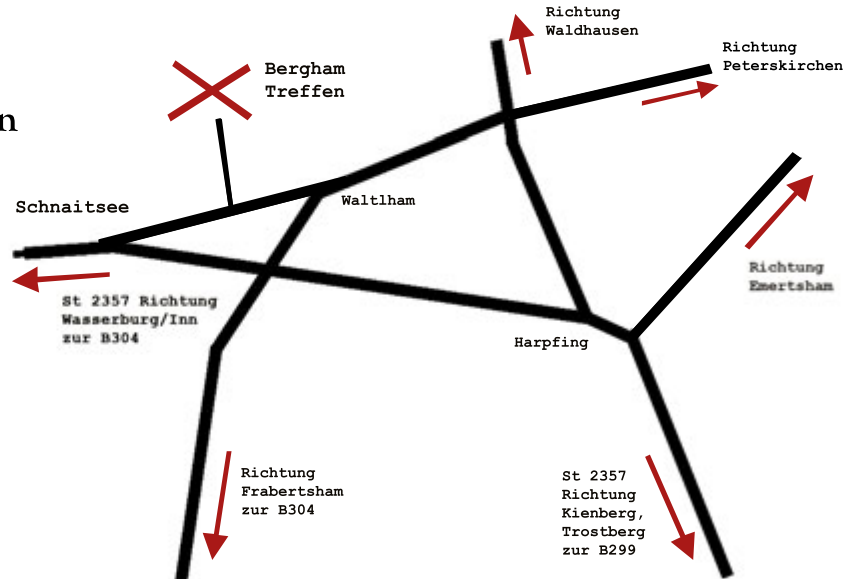 Richtung
Waldhausen
Richtung
Peterskirchen
Bergham
Treffen
n
Schnaitsee
Waltlham
St 2357 Richtung
Wasserburg/Inn
zur B304
Richtung
Emertsham
Harpfing
Richtung
Frabertsham
zur B304
St 2357
Richtung
Kienberg,
Trostberg
zur B299